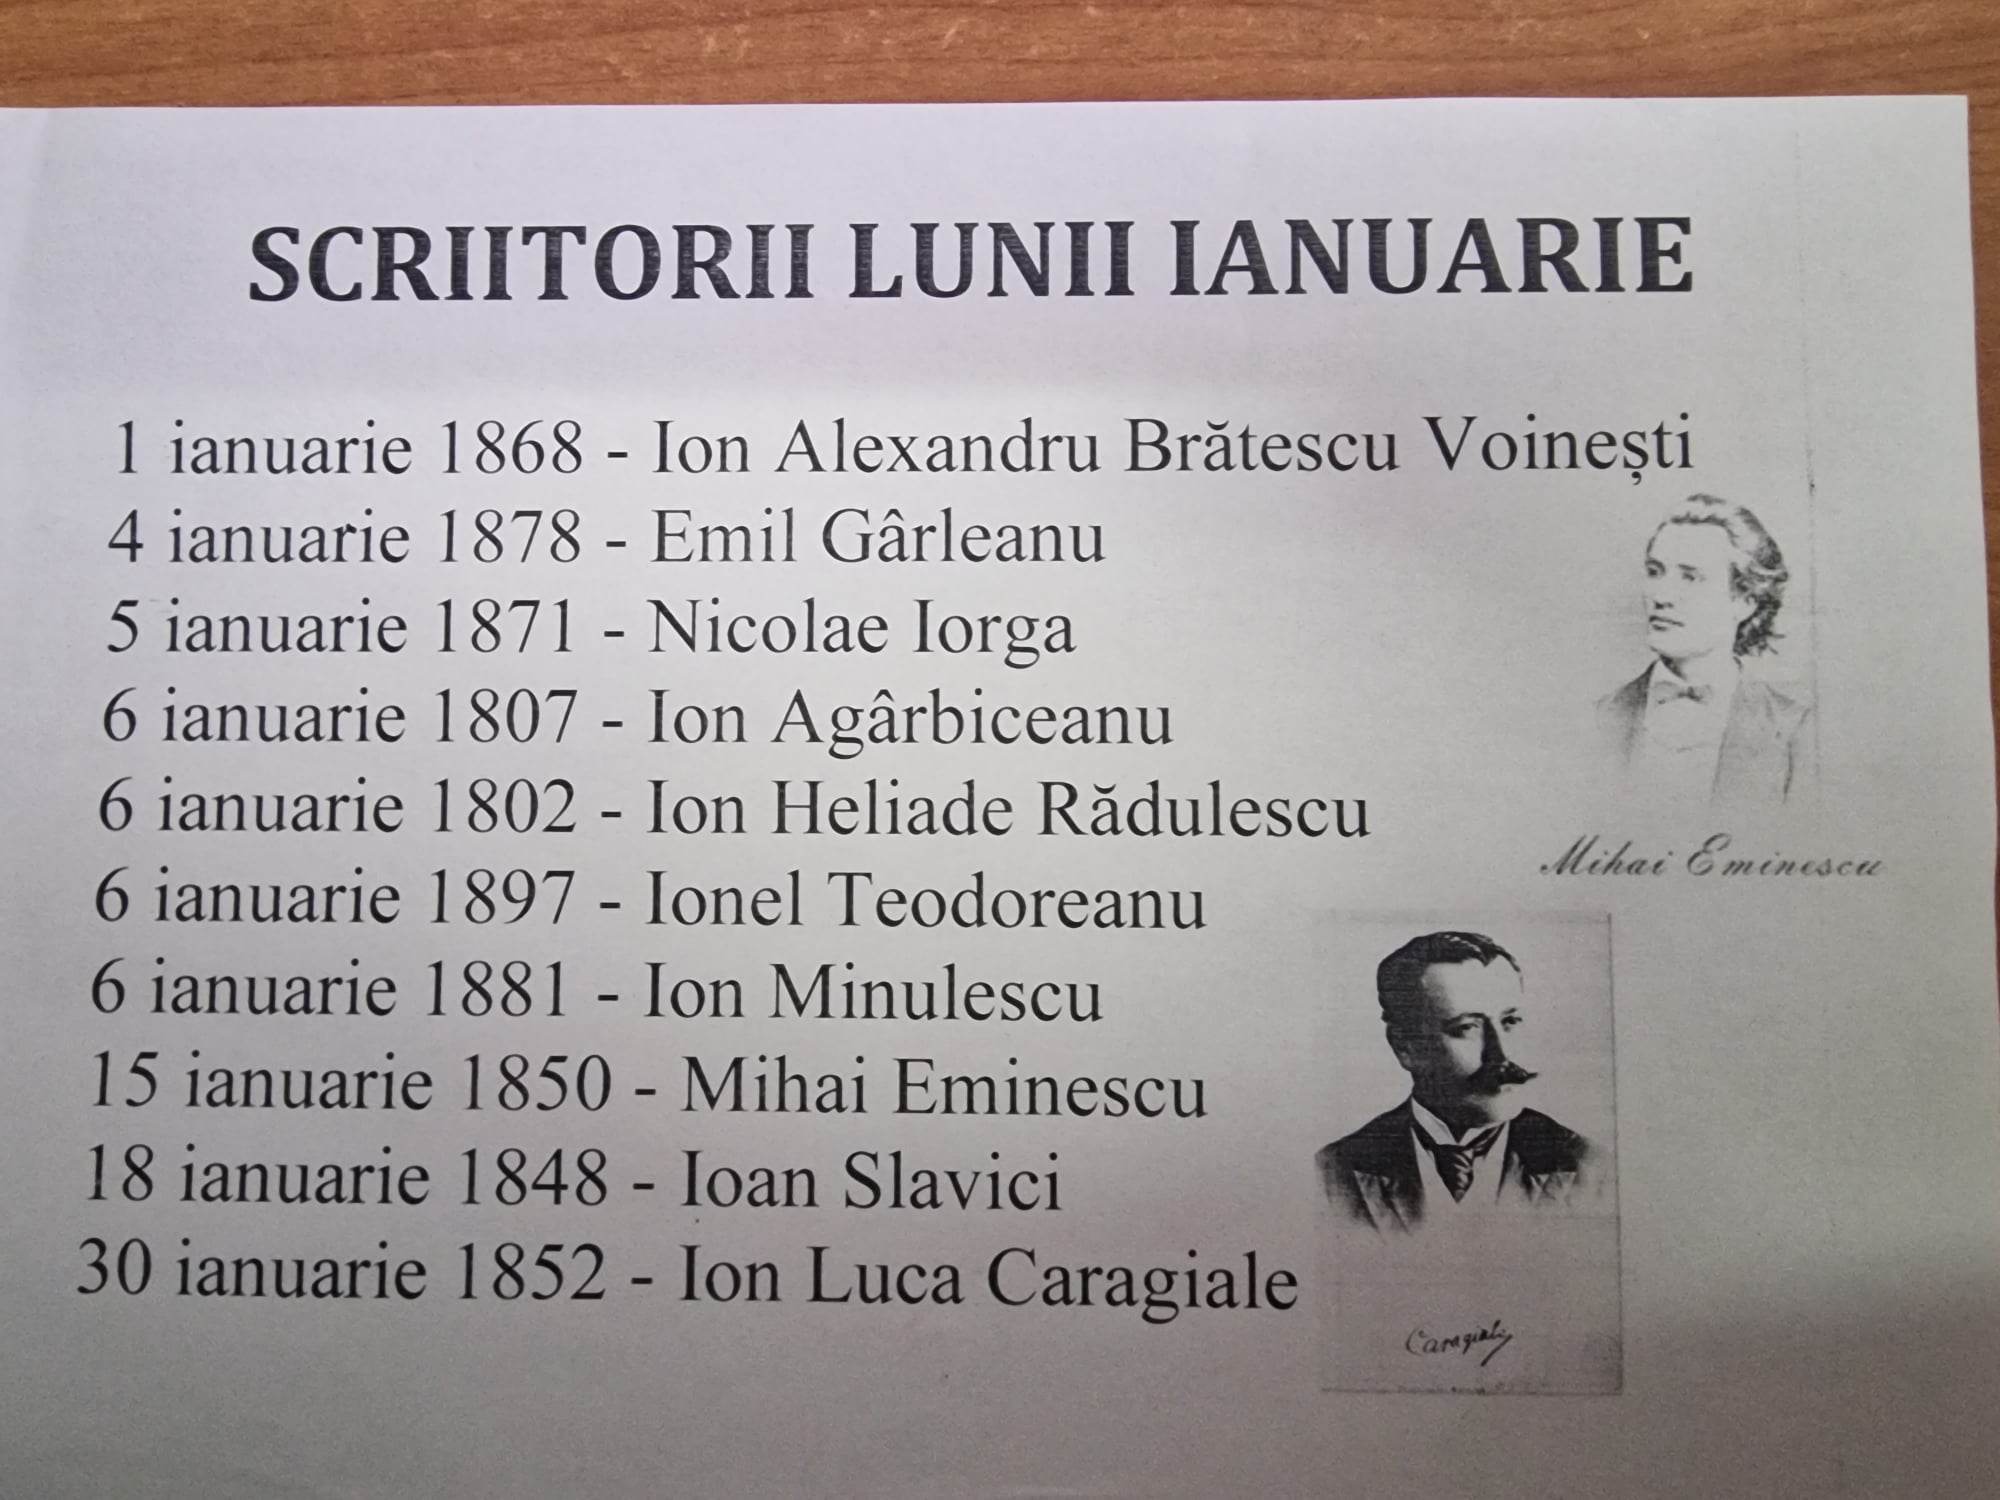 SCRIITORII LUNII IANUARIE
1 ianuarie 1868 - Ion Alexandru Brătescu Voinești
4 ianuarie 1878 - Emil Gârleanu
5 ianuarie 1871 - Nicolae Iorga
6 ianuarie 1807 - Ion Agârbiceanu
6 ianuarie 1802 - Ion Heliade Rădulescu
6 ianuarie 1897 - Ionel Teodoreanu
6 ianuarie 1881 - Ion Minulescu
15 ianuarie 1850 - Mihai Eminescu
18 ianuarie 1848 - Ioan Slavici
30 ianuarie 1852 - Ion Luca Caragiale
Mihai Eminescu
Caragiale